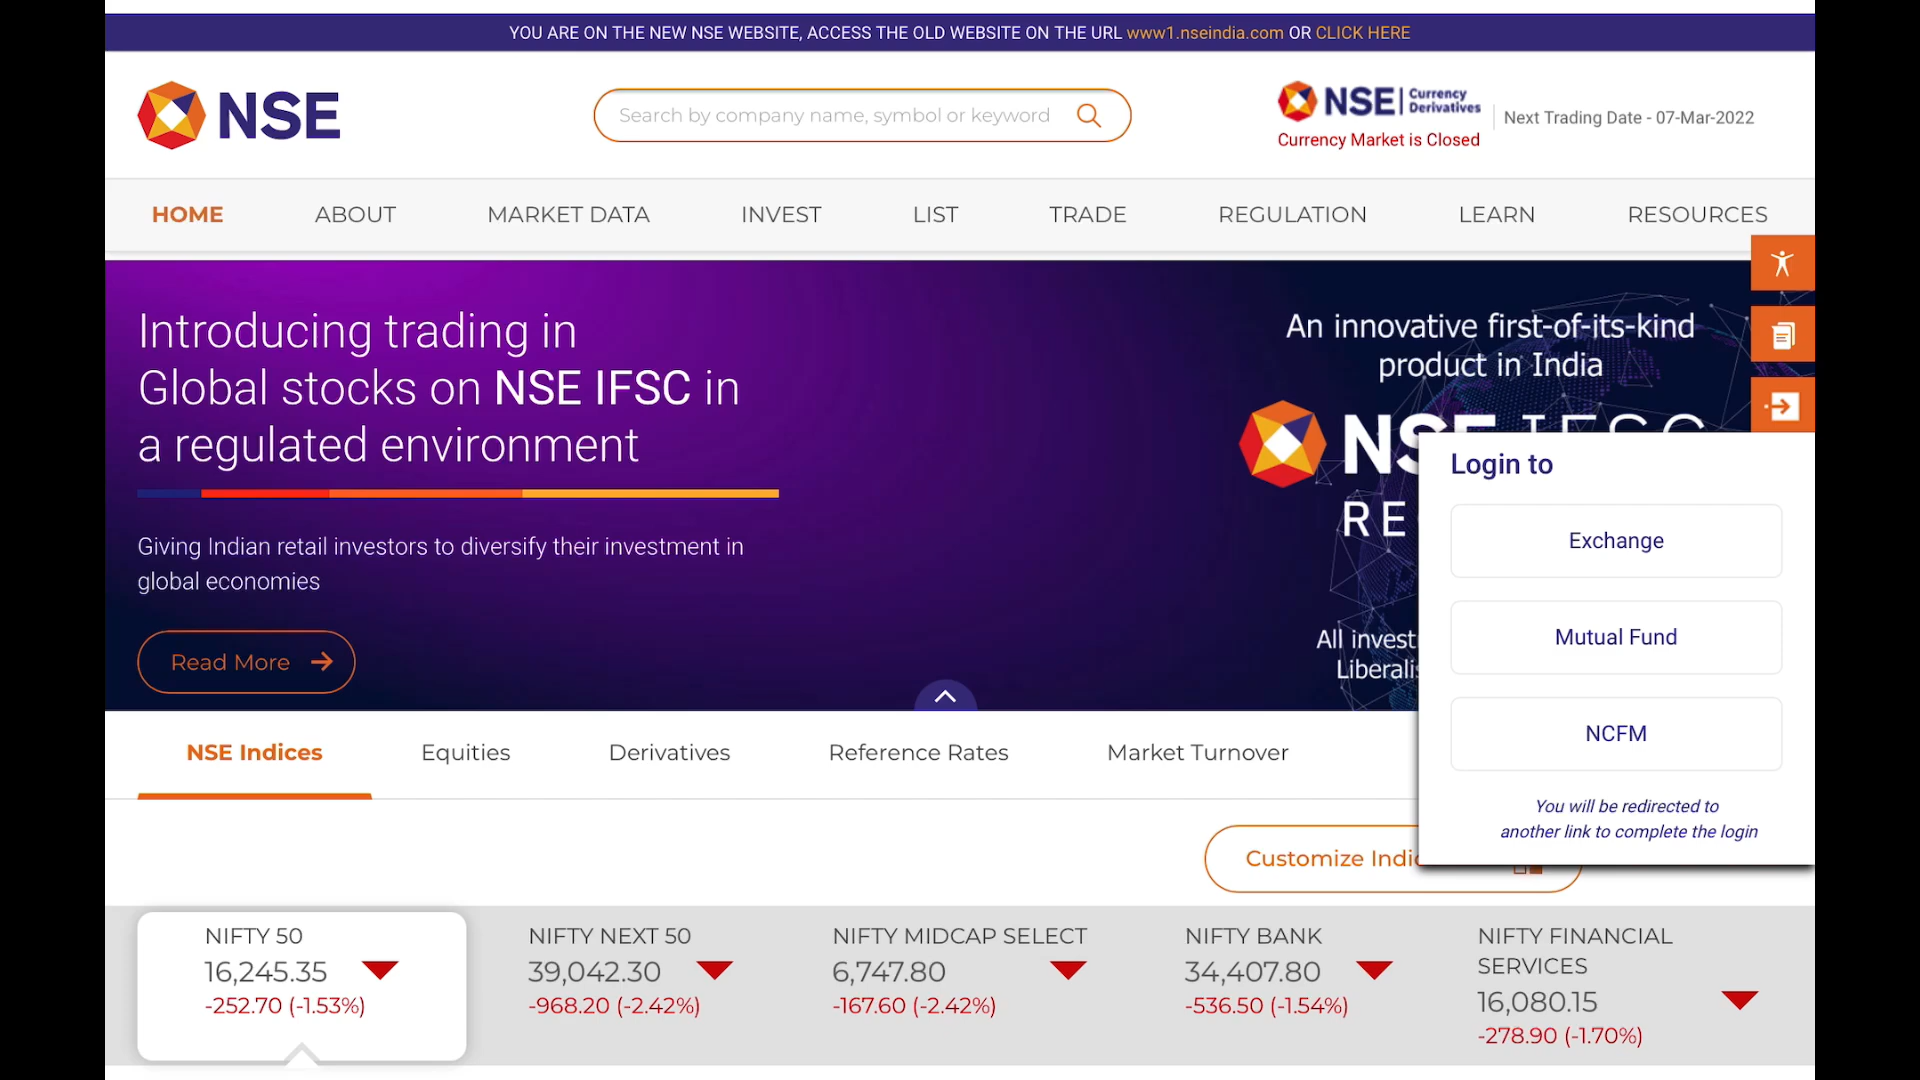 YOU ARE ON THE NEW NSE WEBSITE, ACCESS THE OLD WEBSITE ON THE URL www1.nseindia.com OR CLICK HERE
NSE
Search by company name, symbol or keyword
NSE Currency Derivatives
Currency Market is Closed
Next Trading Date - 07-Mar-2022
HOME
ABOUT
MARKET DATA
INVEST
LIST
TRADE
REGULATION
LEARN
RESOURCES
Introducing trading in
Global stocks on NSE IFSC in
a regulated environment
Giving Indian retail investors to diversify their investment in
global economies
Read More
An innovative first-of-its-kind
product in India
NSE IFSC
All invest
Liberalis
Login to
Exchange
Mutual Fund
NCFM
You will be redirected to
another link to complete the login
NSE Indices
Equities
Derivatives
Reference Rates
Market Turnover
Customize Indic
NIFTY 50
16,245.35
-252.70 (-1.53%)
NIFTY NEXT 50
39,042.30
-968.20 (-2.42%)
NIFTY MIDCAP SELECT
6,747.80
-167.60 (-2.42%)
NIFTY BANK
34,407.80
-536.50 (-1.54%)
NIFTY FINANCIAL
SERVICES
16,080.15
-278.90 (-1.70%)